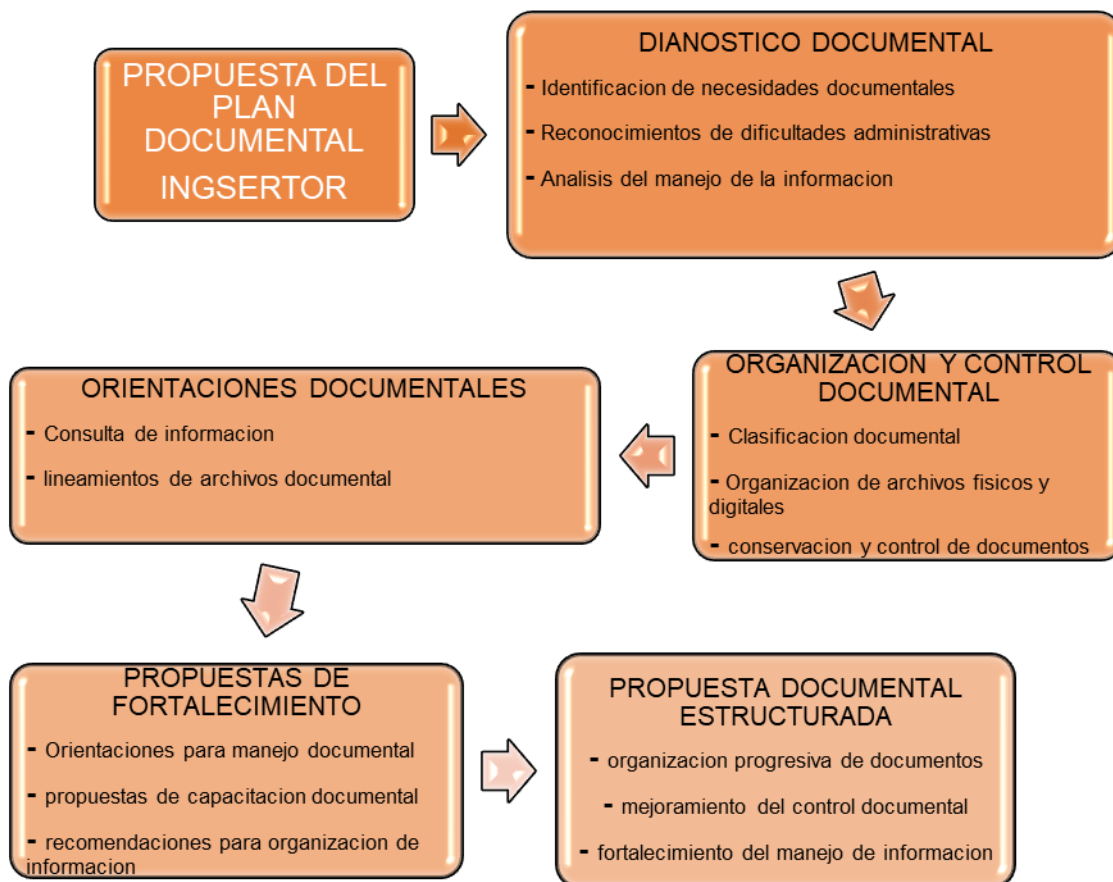 PROPUESTA DEL
PLAN
DOCUMENTAL
INGSERTOR
DIANOSTICO DOCUMENTAL
- Identificacion de necesidades documentales
- Reconocimientos de dificultades administrativas
- Analisis del manejo de la informacion
ORGANIZACION Y CONTROL
DOCUMENTAL
- Clasificacion documental
- Organizacion de archivos fisicos y
digitales
- conservacion y control de documentos
ORIENTACIONES DOCUMENTALES
- Consulta de informacion
- lineamientos de archivos documental
PROPUESTAS DE
FORTALECIMIENTO
- Orientaciones para manejo documental
- propuestas de capacitacion documental
- recomendaciones para organizacion de
informacion
PROPUESTA DOCUMENTAL
ESTRUCTURADA
- organizacion progresiva de documentos
- mejoramiento del control documental
- fortalecimiento del manejo de informacion